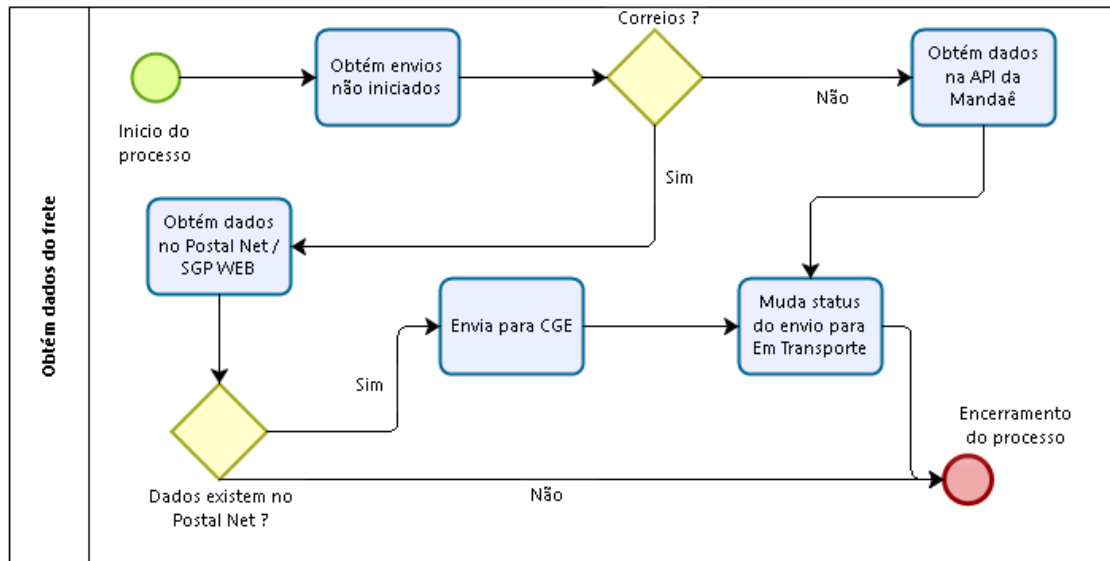 Obtém dados do frete
Correios ?
Obtém envios
não iniciados
Obtém dados
na API da
Mandaê
Não
Inicio do
processo
Sim
Obtém dados
no Postal Net /
SGP WEB
Envia para CGE
Muda status
do envio para
Em Transporte
Sim
Encerramento
do processo
Dados existem no
Postal Net ?
Não